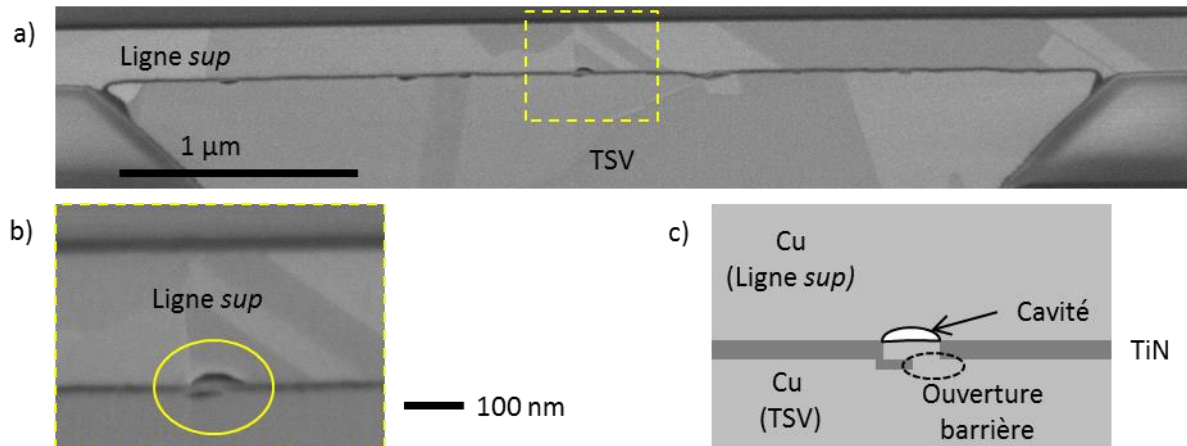 a)
Ligne sup
1 µm
TSV
b)
Ligne sup
100 nm
c)
Cu
(Ligne sup)
Cavité
TiN
Cu
(TSV)
Ouverture
barrière